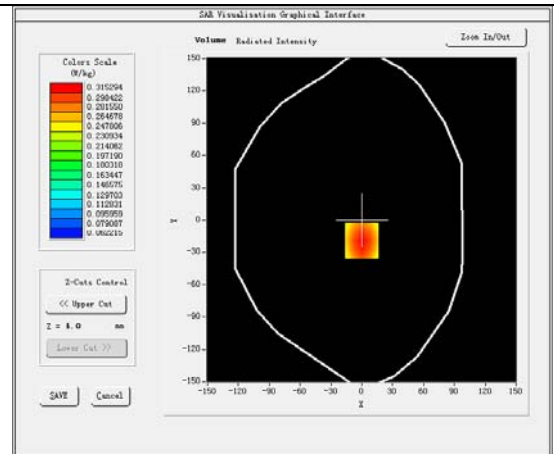 SAR Visualisation Graphical Interface
Volume Radiated Intensity
Zoom In/Out
Colors Scale
(W/kg)
0.315294
0.298422
0.281550
0.264678
0.247806
0.230934
0.214062
0.197190
0.180318
0.163447
0.146575
0.129703
0.112831
0.095959
0.079087
0.062215
Z-Cuts Control
<< Upper Cut
Z = 4.0 mm
Lower Cut >>
SAVE Cancel
150
120
90
60
30
0
-30
-60
-90
-120
-150
Y
-150 -120 -90 -60 -30 0 30 60 90 120 150
X